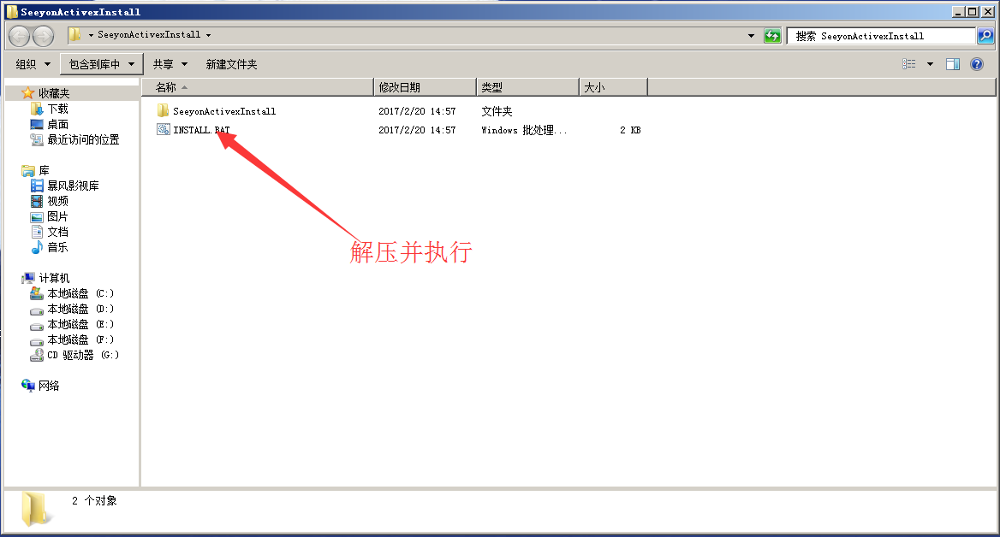 SeeyonActivexInstall
SeeyonActivexInstall
搜索 SeeyonActivexInstall
组织 包含到库中 共享 新建文件夹
名称 修改日期 类型 大小
SeeyonActivexInstall 2017/2/20 14:57 文件夹
INSTALL.BAT 2017/2/20 14:57 Windows 批处理... 2 KB
收藏夹
下载
桌面
最近访问的位置
库
暴风影视库
视频
图片
文档
音乐
计算机
本地磁盘 (C:)
本地磁盘 (D:)
本地磁盘 (E:)
本地磁盘 (F:)
CD 驱动器 (G:)
网络
解压并执行
2 个对象